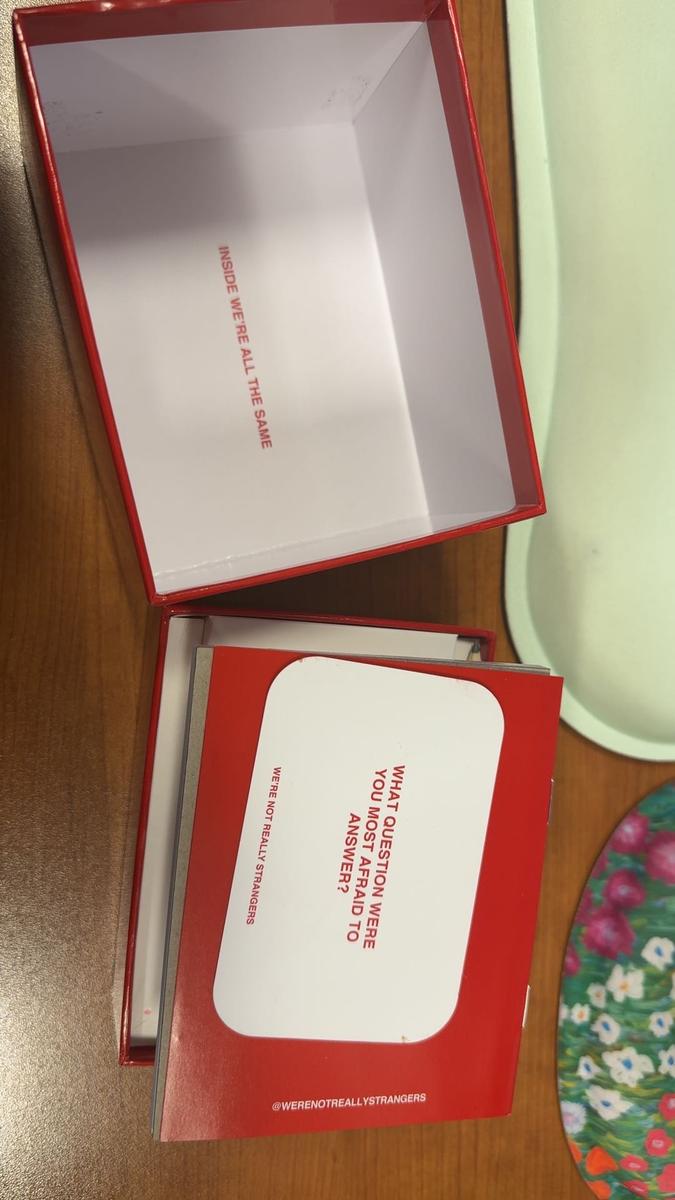 INSIDE WE'RE ALL THE SAME
WHAT QUESTION WERE
YOU MOST AFRAID TO
ANSWER?
WE'RE NOT REALLY STRANGERS
@WERENOTREALLYSTRANGERS